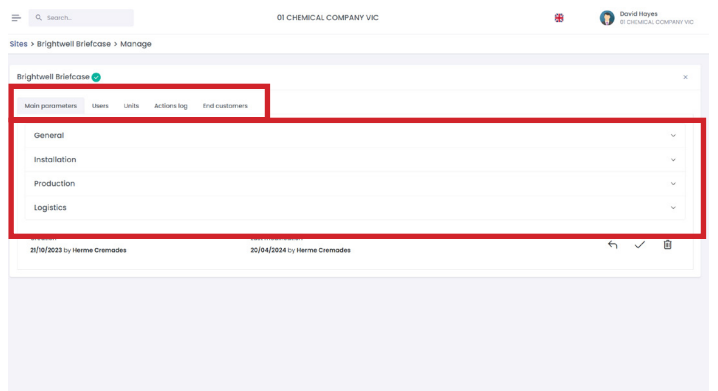 Search..
01 CHEMICAL COMPANY VIC
David Hayes
01 CHEMICAL COMPANY VIC
Sites > Brightwell Briefcase > Manage
Brightwell Briefcase
Main parameters Users Units Actions log End customers
General
Installation
Production
Logistics
21/10/2023 by Herme Cremades
20/04/2024 by Herme Cremades